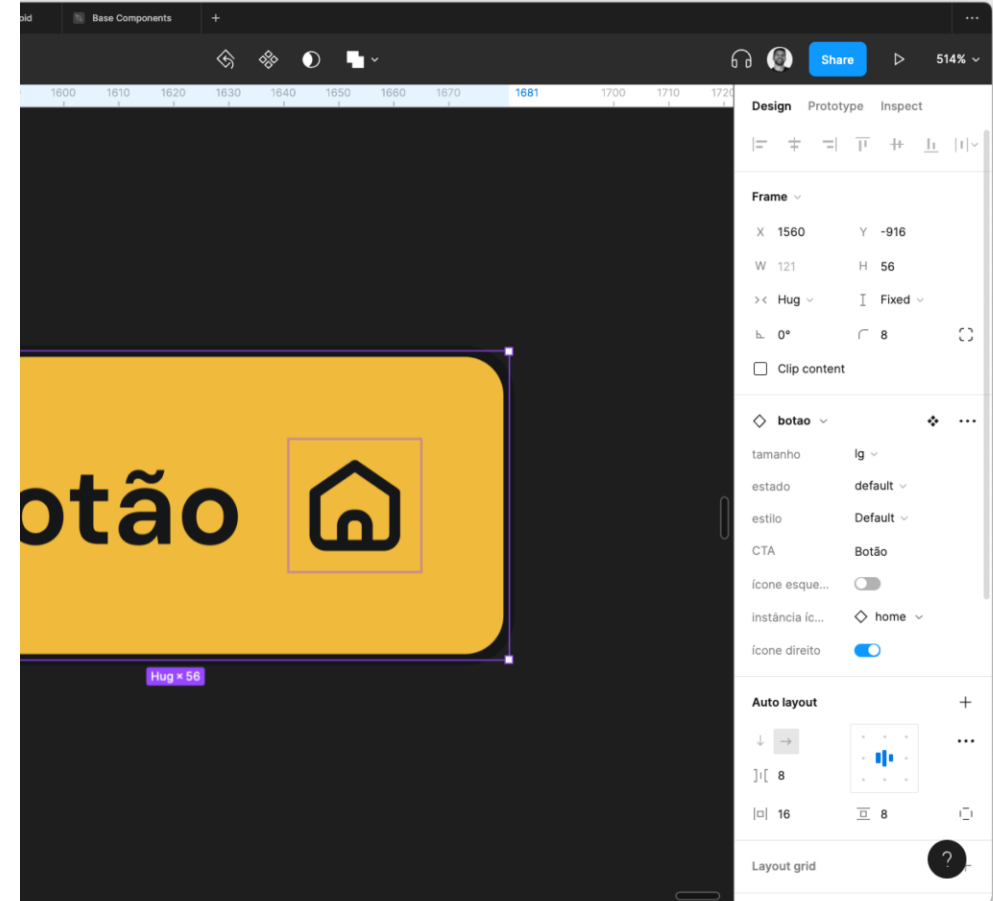 oid Base Components +
Share 514%
1600 1610 1620 1630 1640 1650 1660 1670 1681 1700 1710 1720
Design Prototype Inspect
Frame
X 1560 Y -916
W 121 H 56
Hug Fixed
0° 8
Clip content
otão
Hug × 56
botao
tamanho lg
estado default
estilo Default
CTA Botão
ícone esque...
instância íc... home
ícone direito
Auto layout
8
16 8
Layout grid
?